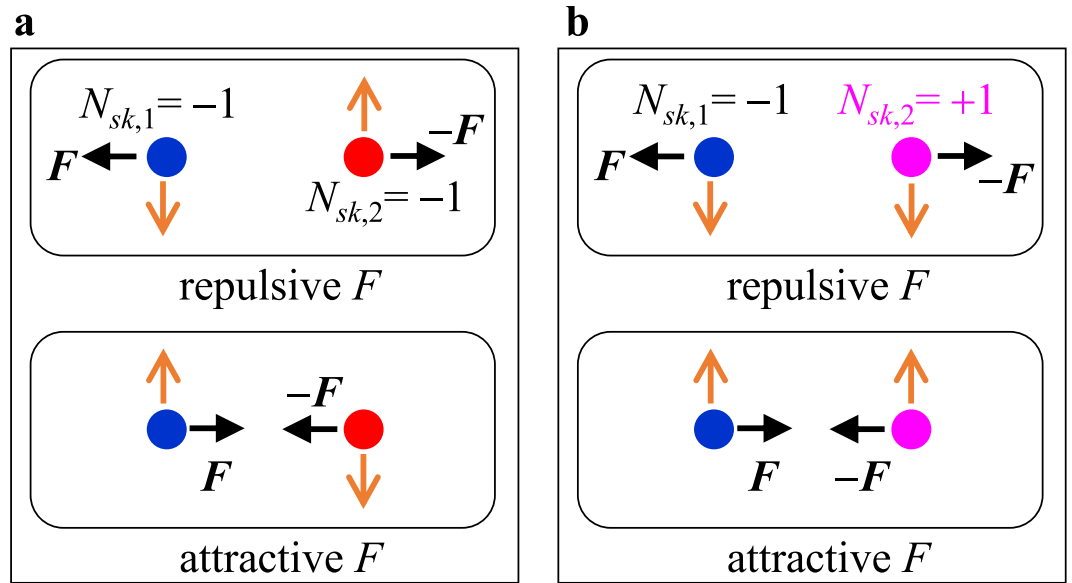 a
N_{sk,1}= −1
F
−F
N_{sk,2}= −1
repulsive F
−F
F
attractive F
b
N_{sk,1}= −1
N_{sk,2}= +1
F
−F
repulsive F
F
−F
attractive F